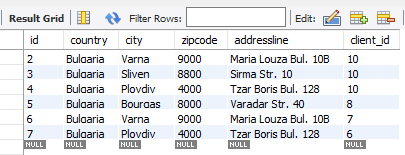 Result Grid Filter Rows: Edit:
id country city zipcode addressline client_id
2 Bulgaria Varna 9000 Maria Louza Bul. 10B 10
3 Bulgaria Sliven 8800 Sirma Str. 10 10
4 Bulgaria Plovdiv 4000 Tzar Boris Bul. 128 10
5 Bulgaria Bourgas 8000 Varadar Str. 40 8
6 Bulgaria Varna 9000 Maria Louza Bul. 10B 7
7 Bulgaria Plovdiv 4000 Tzar Boris Bul. 128 6
NULL NULL NULL NULL NULL NULL